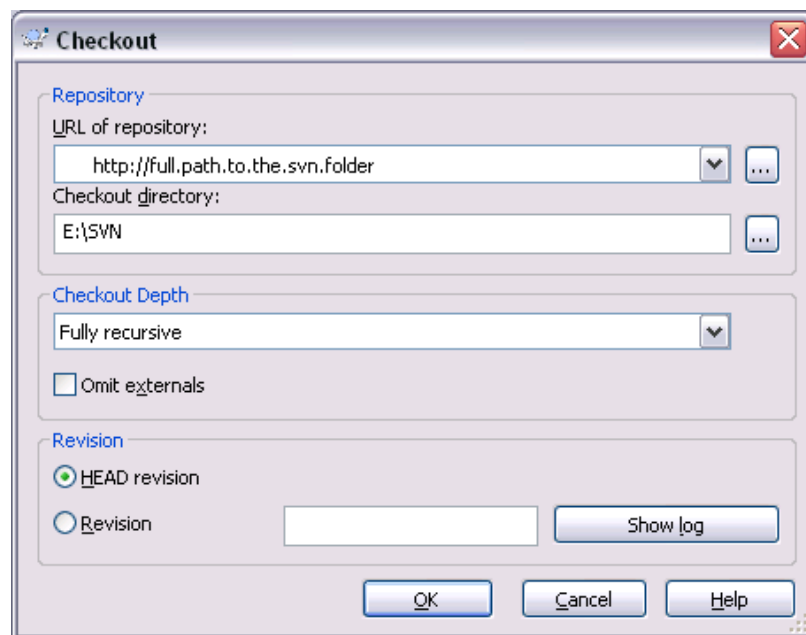 Checkout
Repository
URL of repository:
http://full.path.to.the.svn.folder
...
Checkout directory:
E:\SVN
...
Checkout Depth
Fully recursive
Omit externals
Revision
HEAD revision
Revision
Show log
OK Cancel Help